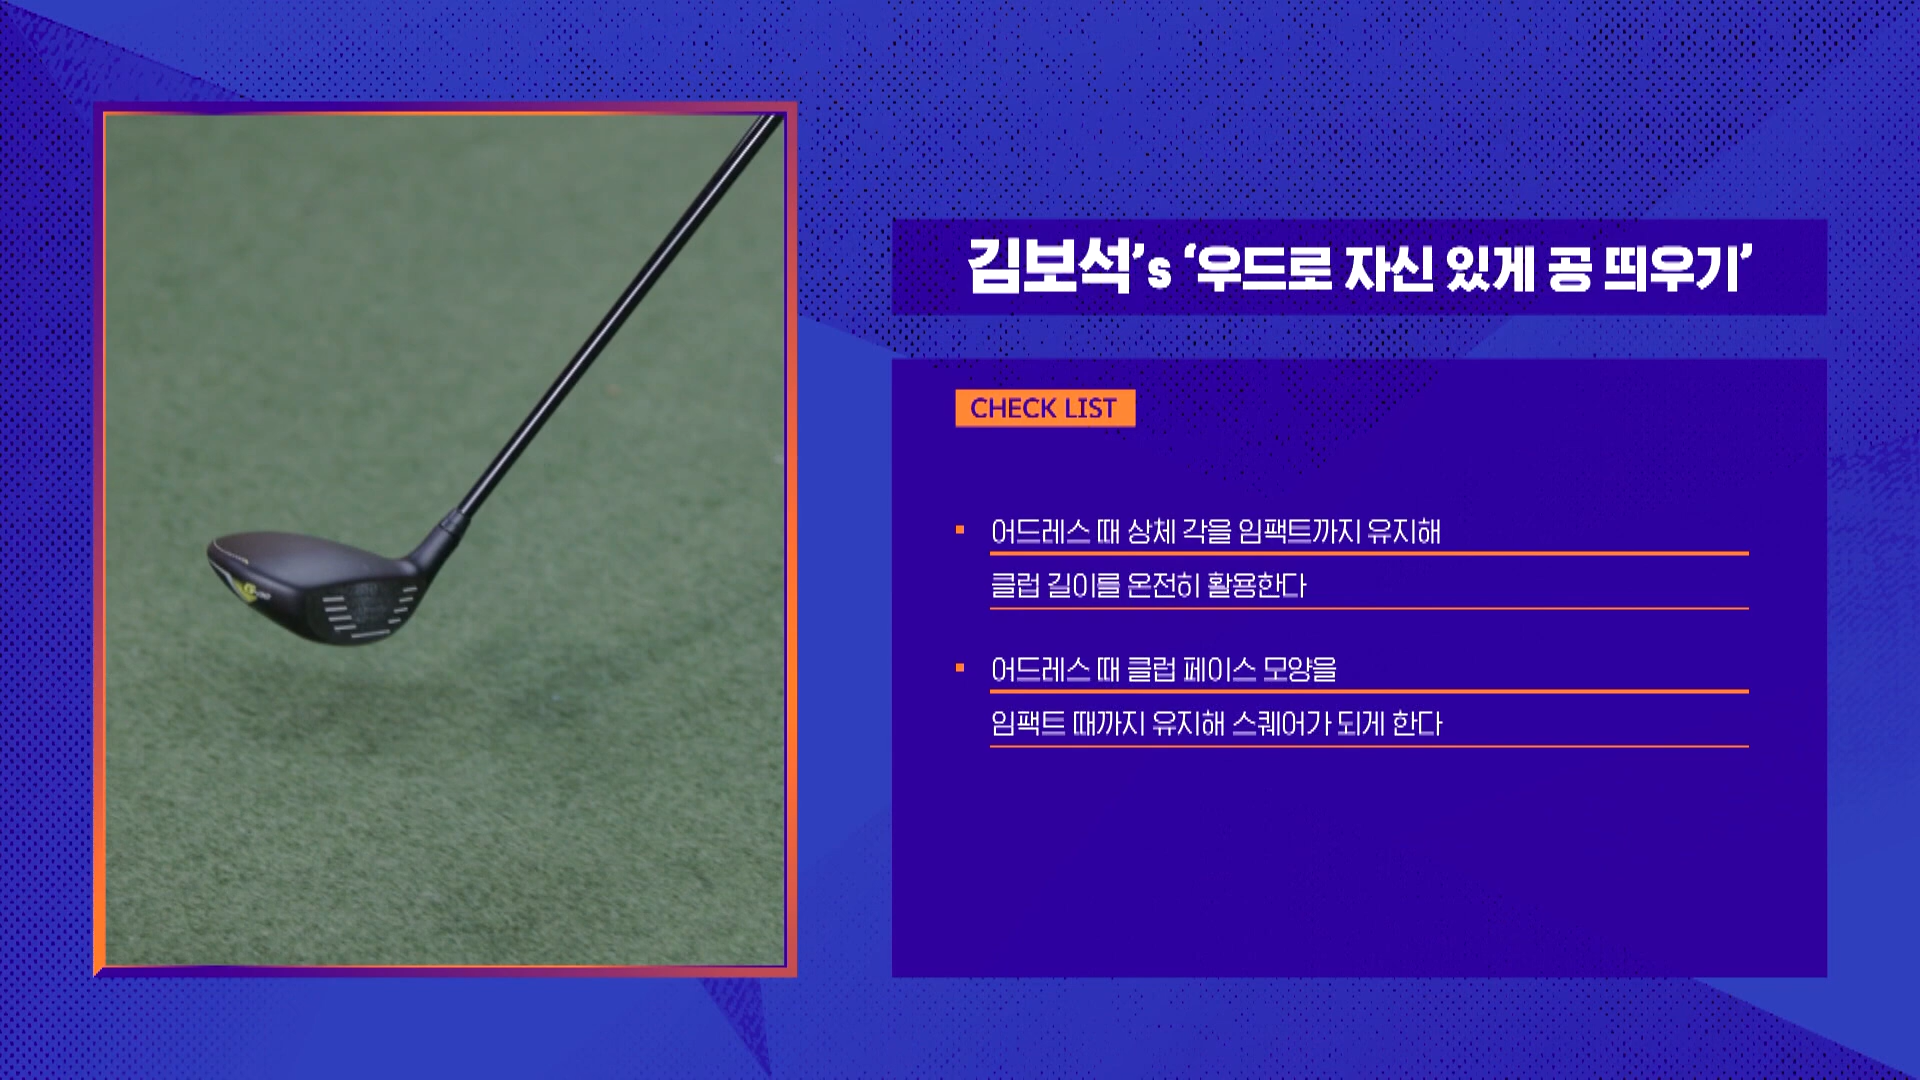 김보석's '우드로 자신 있게 공 띄우기'
CHECK LIST
▪ 어드레스 때 상체 각을 임팩트까지 유지해
클럽 길이를 온전히 활용한다
▪ 어드레스 때 클럽 페이스 모양을
임팩트 때까지 유지해 스퀘어가 되게 한다